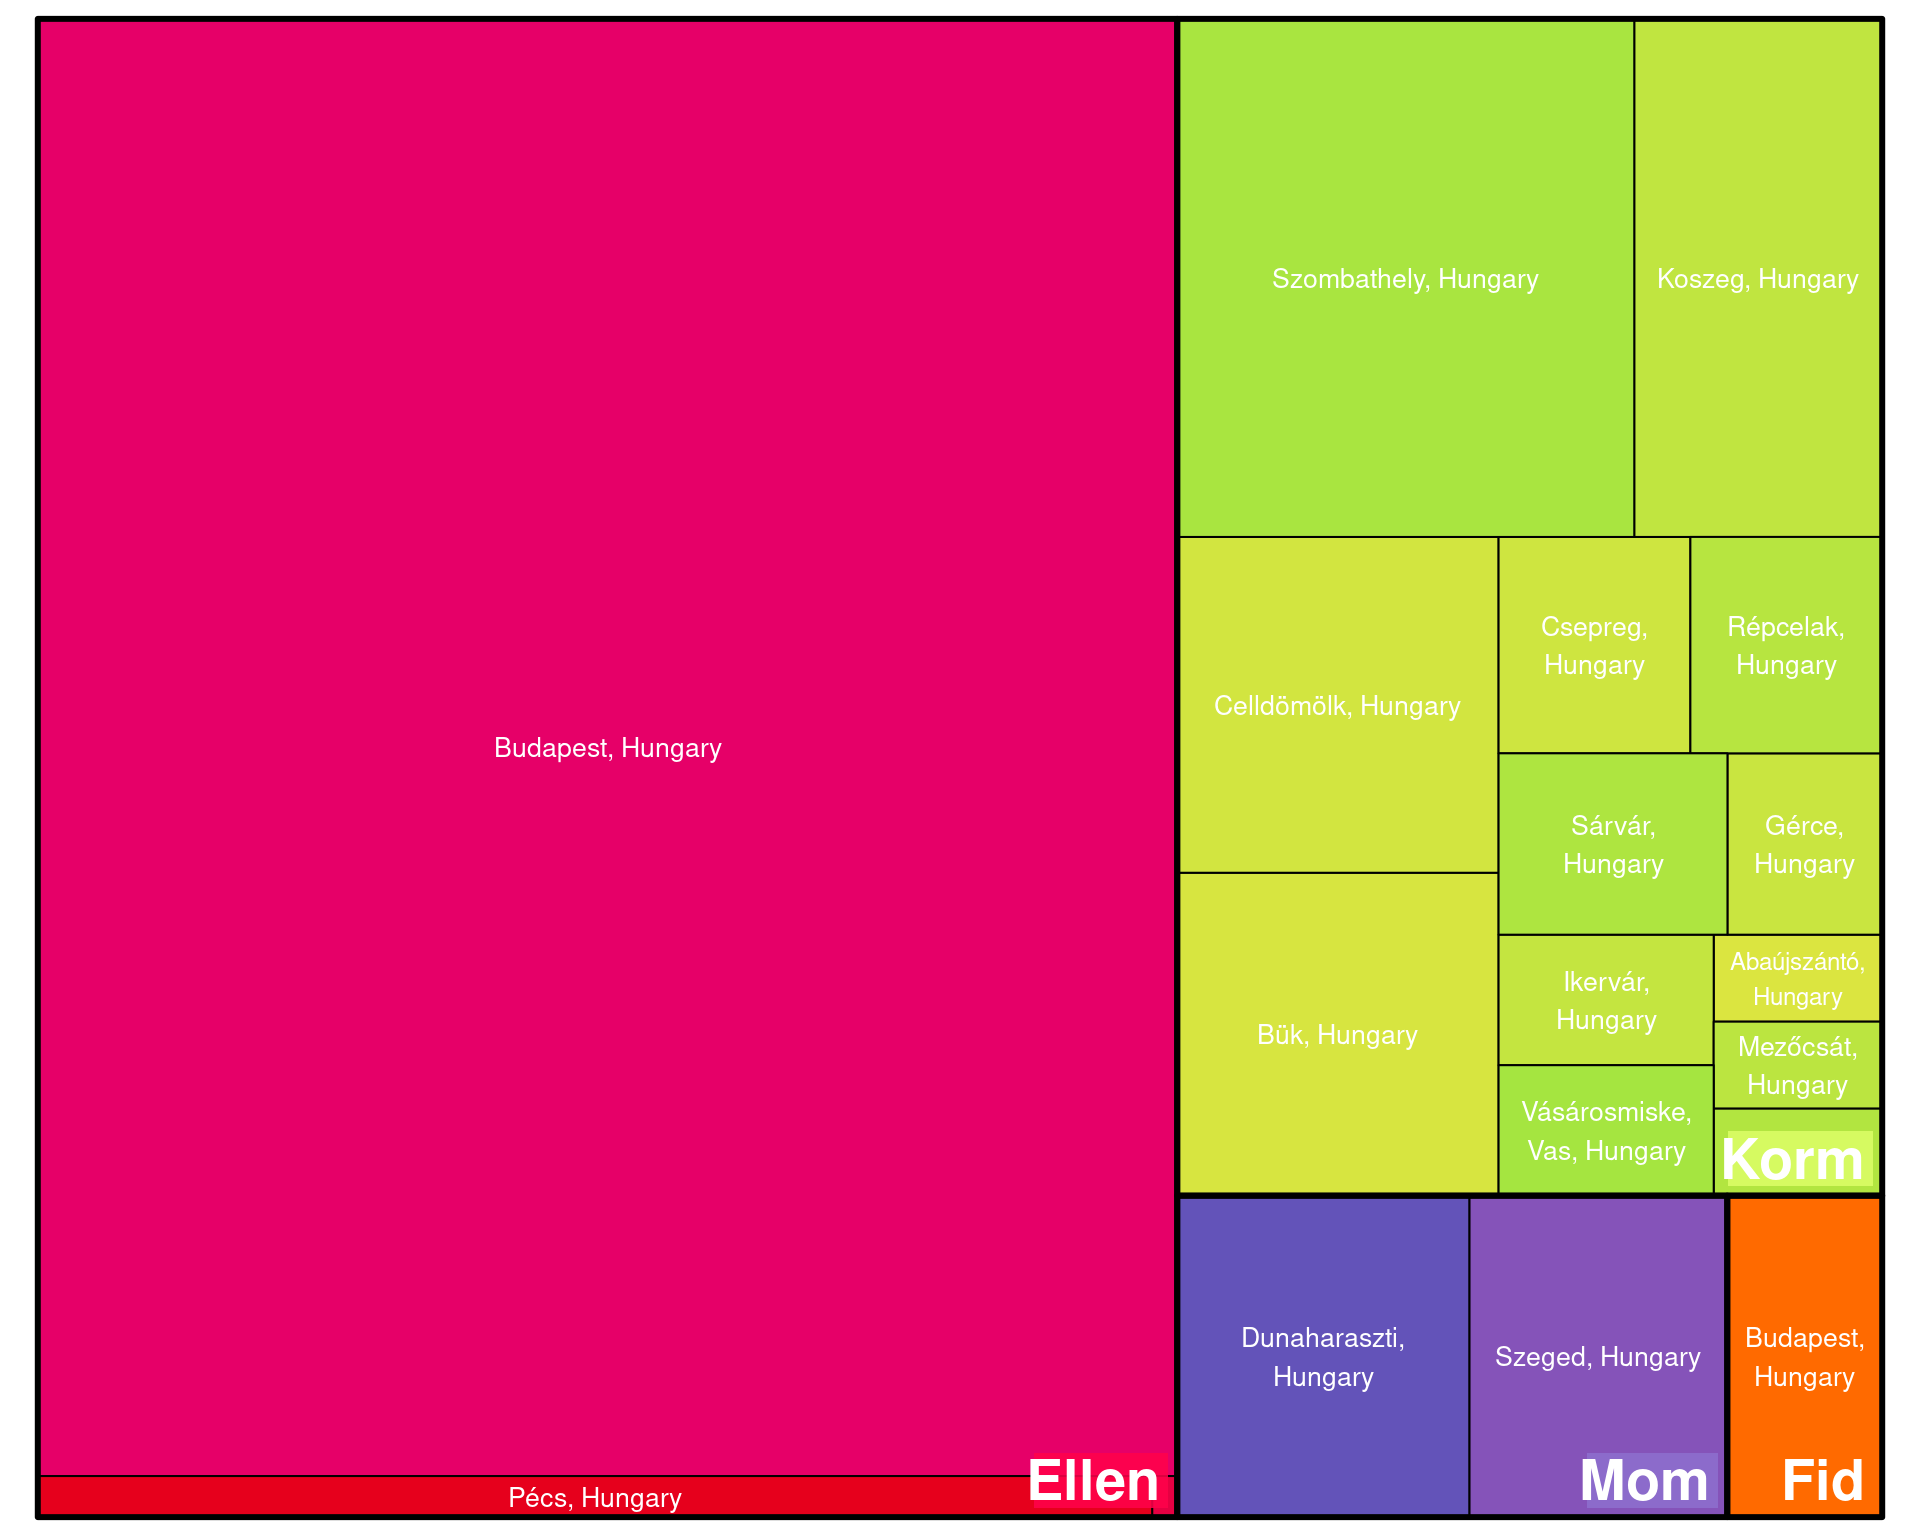 Szombathely, Hungary
Koszeg, Hungary
Csepreg,
Hungary
Répcelak,
Hungary
Celldömölk, Hungary
Budapest, Hungary
Sárvár,
Hungary
Gérce,
Hungary
Ikervár,
Hungary
Abaújszántó,
Hungary
Bük, Hungary
Mezőcsát,
Hungary
Vásárosmiske,
Vas, Hungary
Korm
Dunaharaszti,
Hungary
Szeged, Hungary
Budapest,
Hungary
Pécs, Hungary
Ellen
Mom
Fid